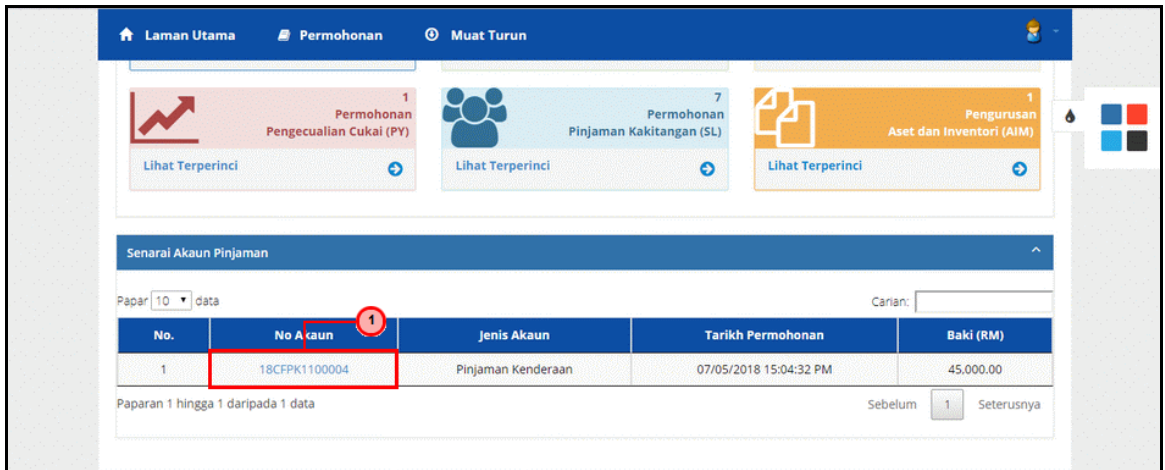 Laman Utama Permohonan Muat Turun
1
Permohonan
Pengecualian Cukai (PY)
Lihat Terperinci
7
Permohonan
Pinjaman Kakitangan (SL)
Lihat Terperinci
1
Pengurusan
Aset dan Inventori (AIM)
Lihat Terperinci
Senarai Akaun Pinjaman
Papar 10 data Carian:
1
No. No Akaun Jenis Akaun Tarikh Permohonan Baki (RM)
1 18CFPK1100004 Pinjaman Kenderaan 07/05/2018 15:04:32 PM 45,000.00
Paparan 1 hingga 1 daripada 1 data Sebelum 1 Seterusnya